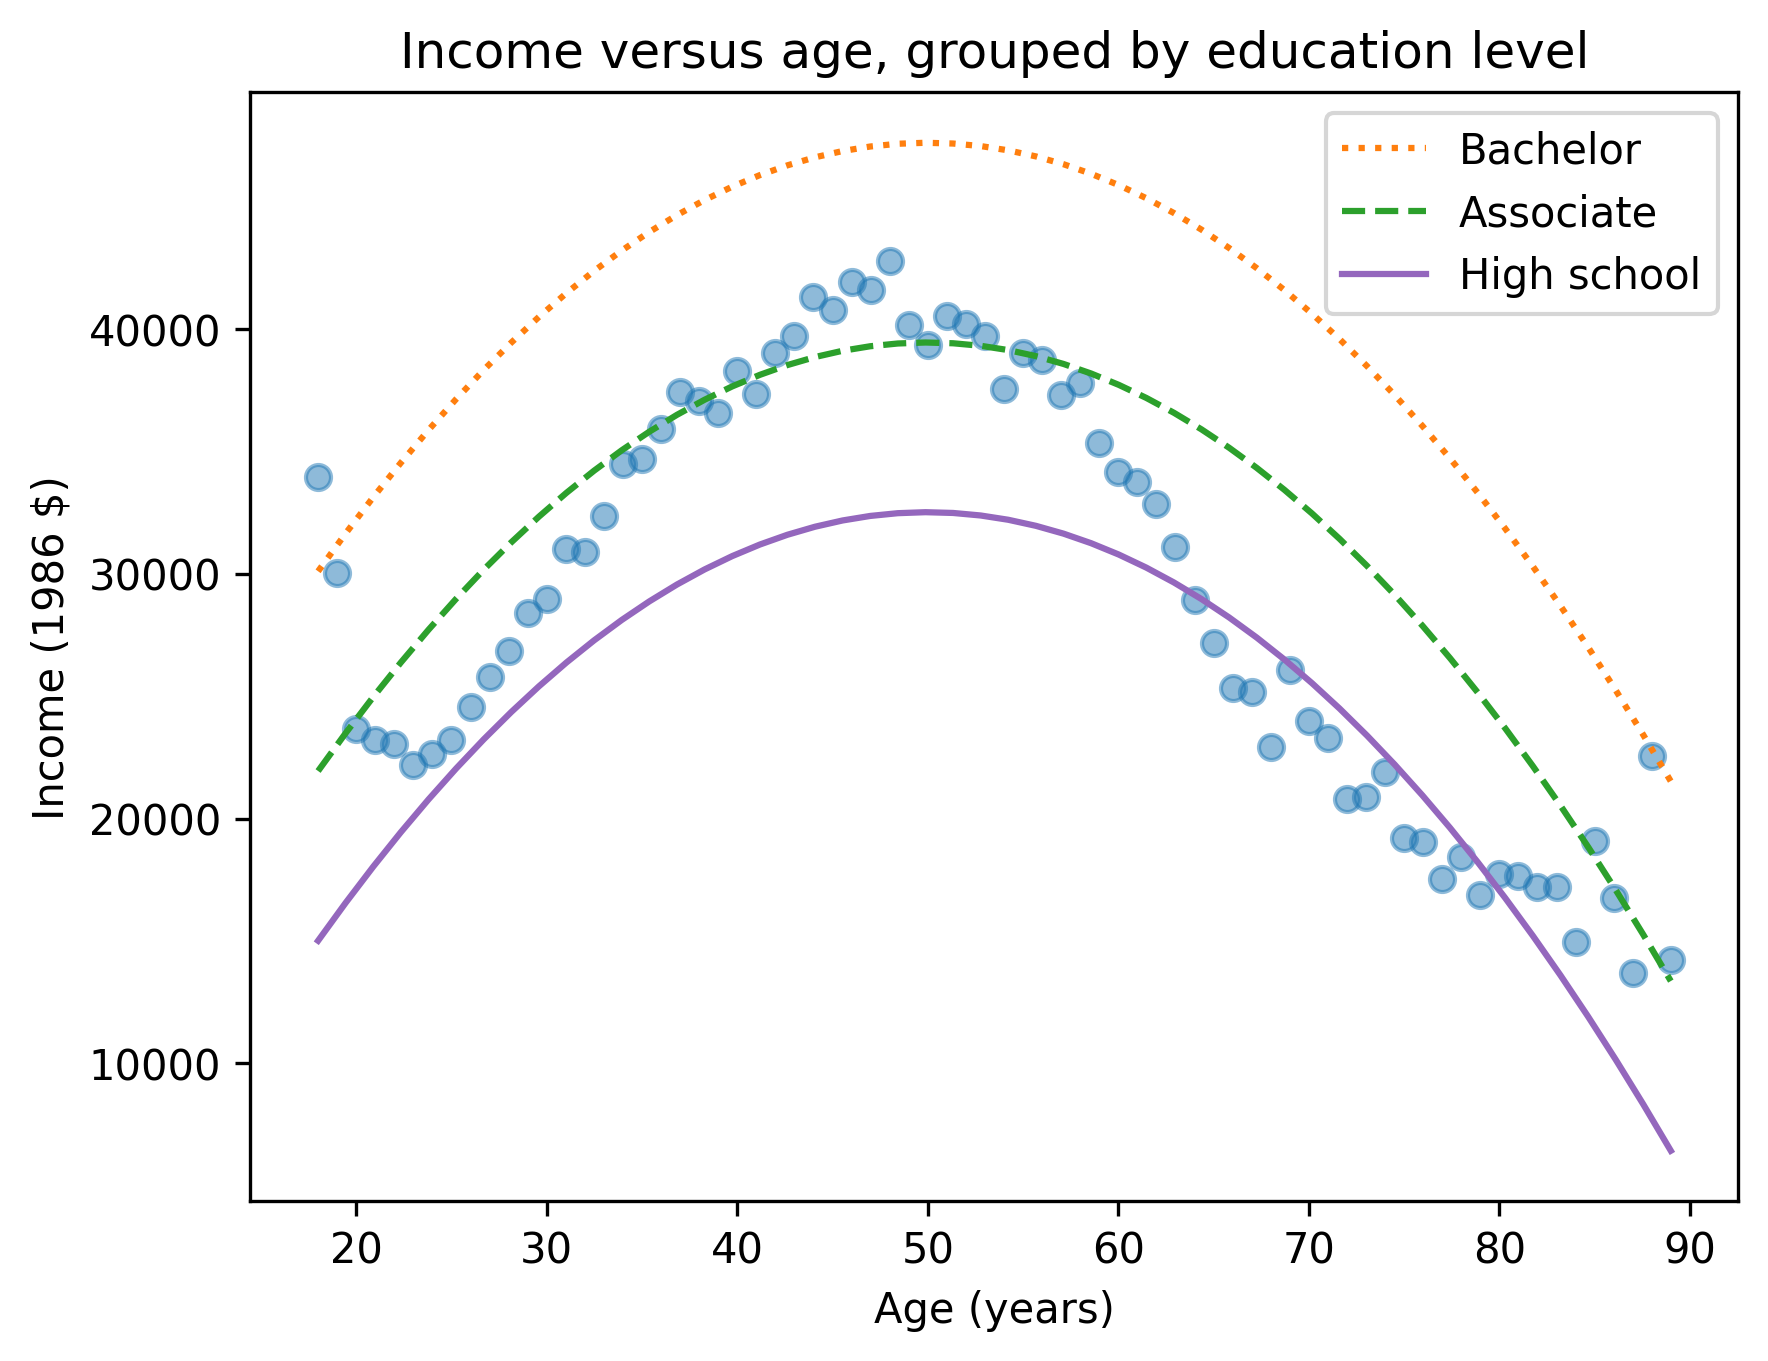 Income versus age, grouped by education level
Bachelor
Associate
High school
40000
30000
20000
10000
Income (1986 $)
20 30 40 50 60 70 80 90
Age (years)